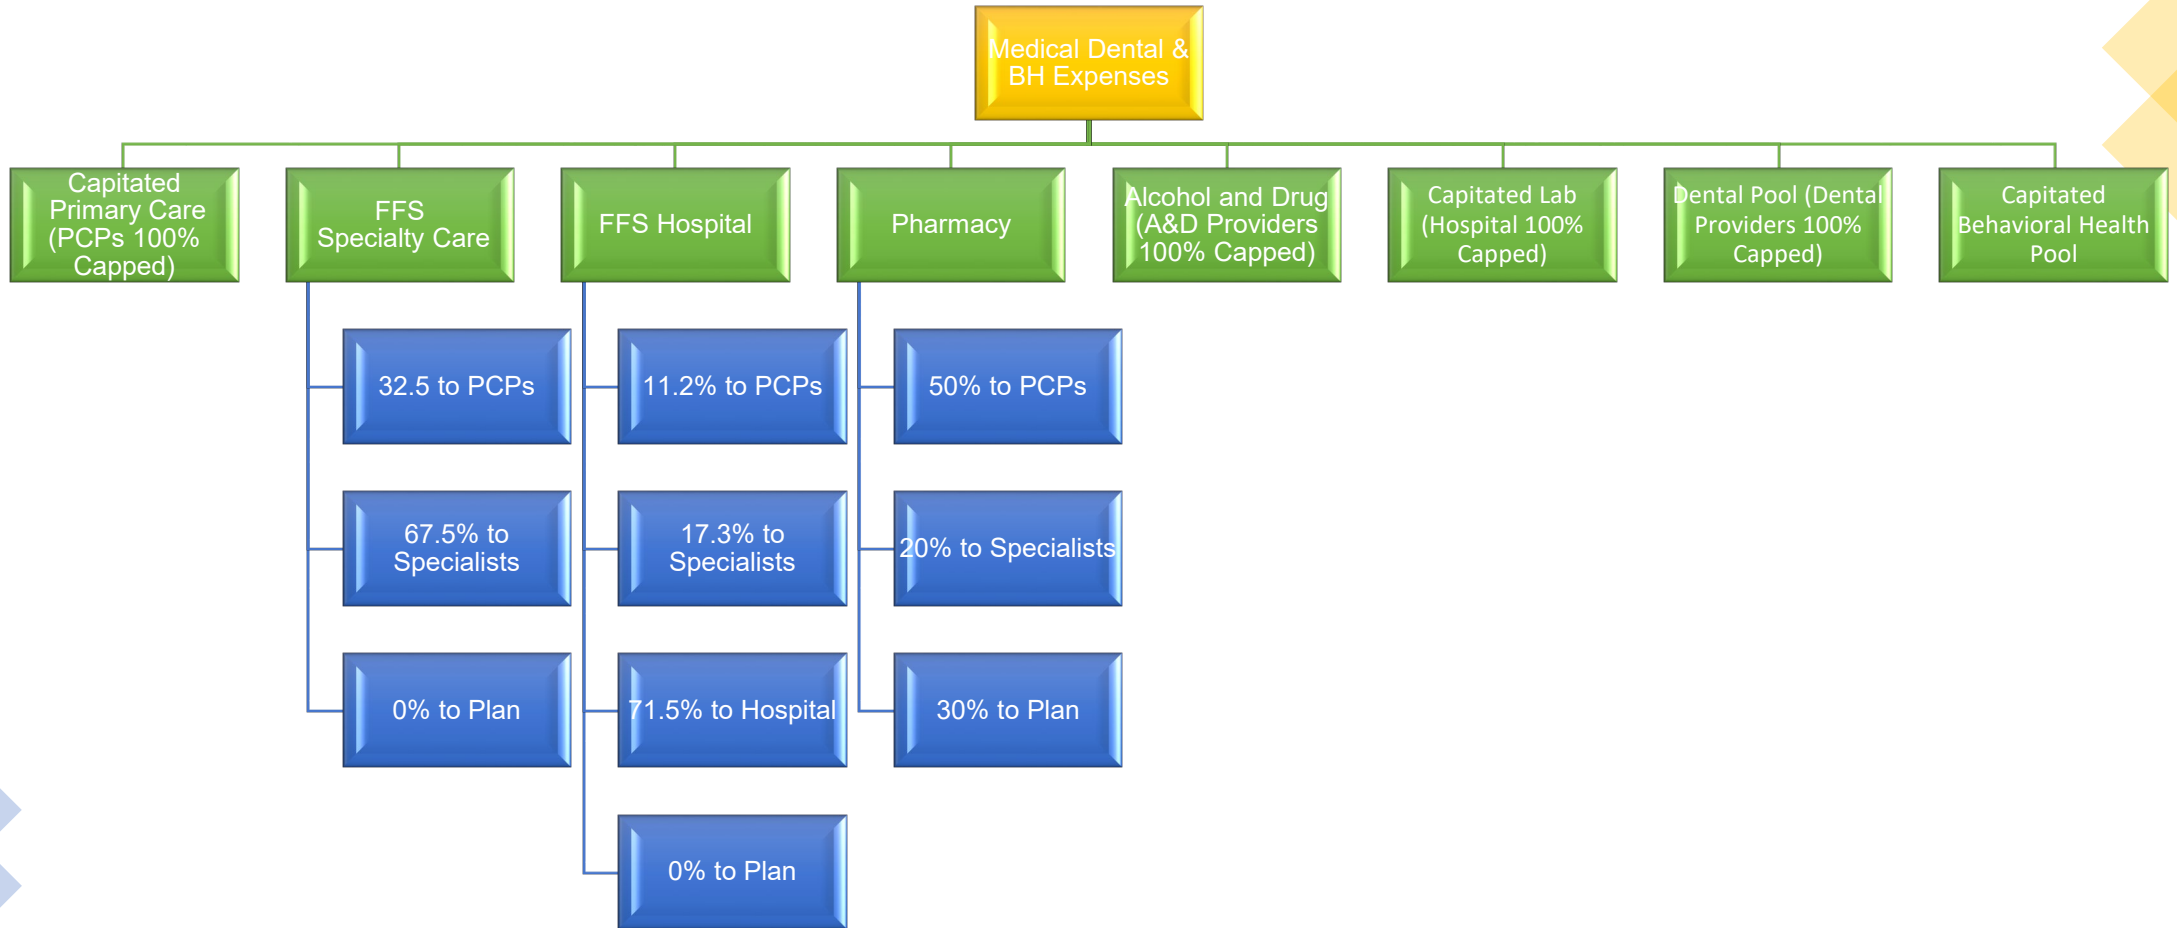 Medical Dental &
BH Expenses
Capitated
Primary Care
(PCPs 100%
Capped)
FFS
Specialty Care
FFS Hospital
Pharmacy
Alcohol and Drug
(A&D Providers
100% Capped)
Capitated Lab
(Hospital 100%
Capped)
Dental Pool (Dental
Providers 100%
Capped)
Capitated
Behavioral Health
Pool
32.5 to PCPs
67.5% to
Specialists
0% to Plan
11.2% to PCPs
17.3% to
Specialists
71.5% to Hospital
0% to Plan
50% to PCPs
20% to Specialists
30% to Plan